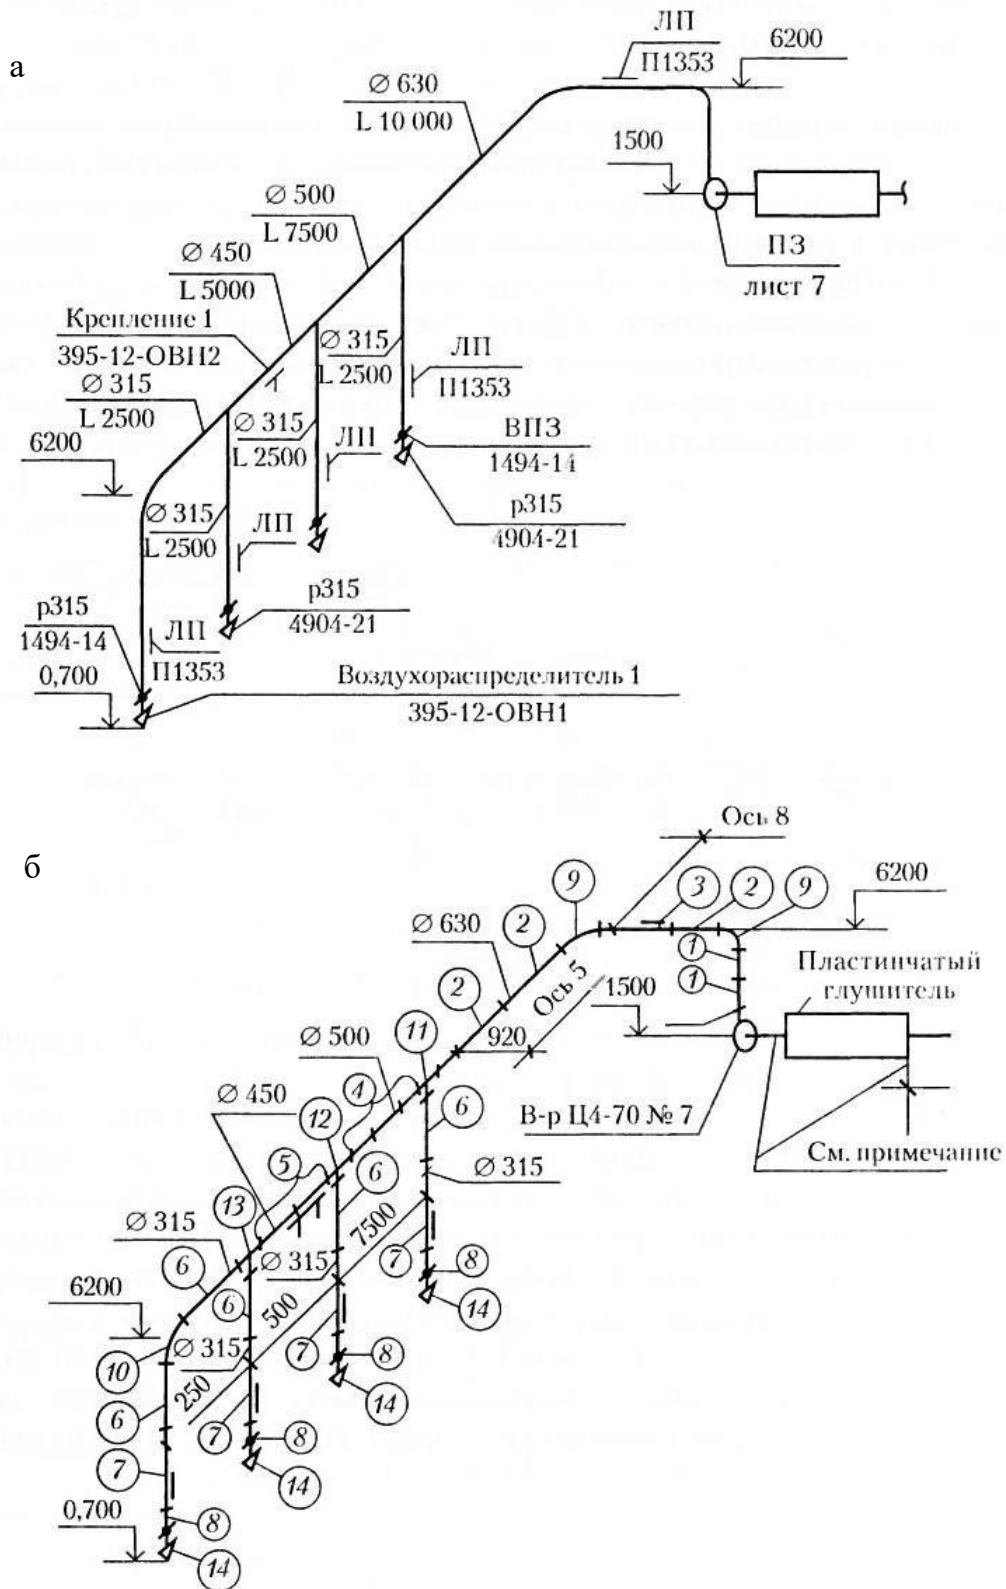 а
ЛП
П1353
6200
Ø 630
L 10 000
1500
Ø 500
L 7500
ПЗ
лист 7
Ø 450
L 5000
Крепление 1
395-12-ОВН2
Ø 315
L 2500
ЛП
П1353
Ø 315
L 2500
Ø 315
L 2500
ЛП
ВПЗ
1494-14
6200
Ø 315
L 2500
ЛП
р315
4904-21
р315
4904-21
р315
1494-14
ЛП
П1353
0,700
Воздухораспределитель 1
395-12-ОВН1
б
Ось 8
9
3
2
9
6200
Ø 630
2
1
1
Пластинчатый
глушитель
2
Ось 5
1500
920
11
Ø 500
4
6
Ø 450
12
В-р Ц4-70 № 7
См. примечание
5
6
Ø 315
13
7500
Ø 315
6
Ø 315
7
8
6200
6
500
14
10
Ø 315
250
7
8
6
14
7
7
8
14
0,700
8
14